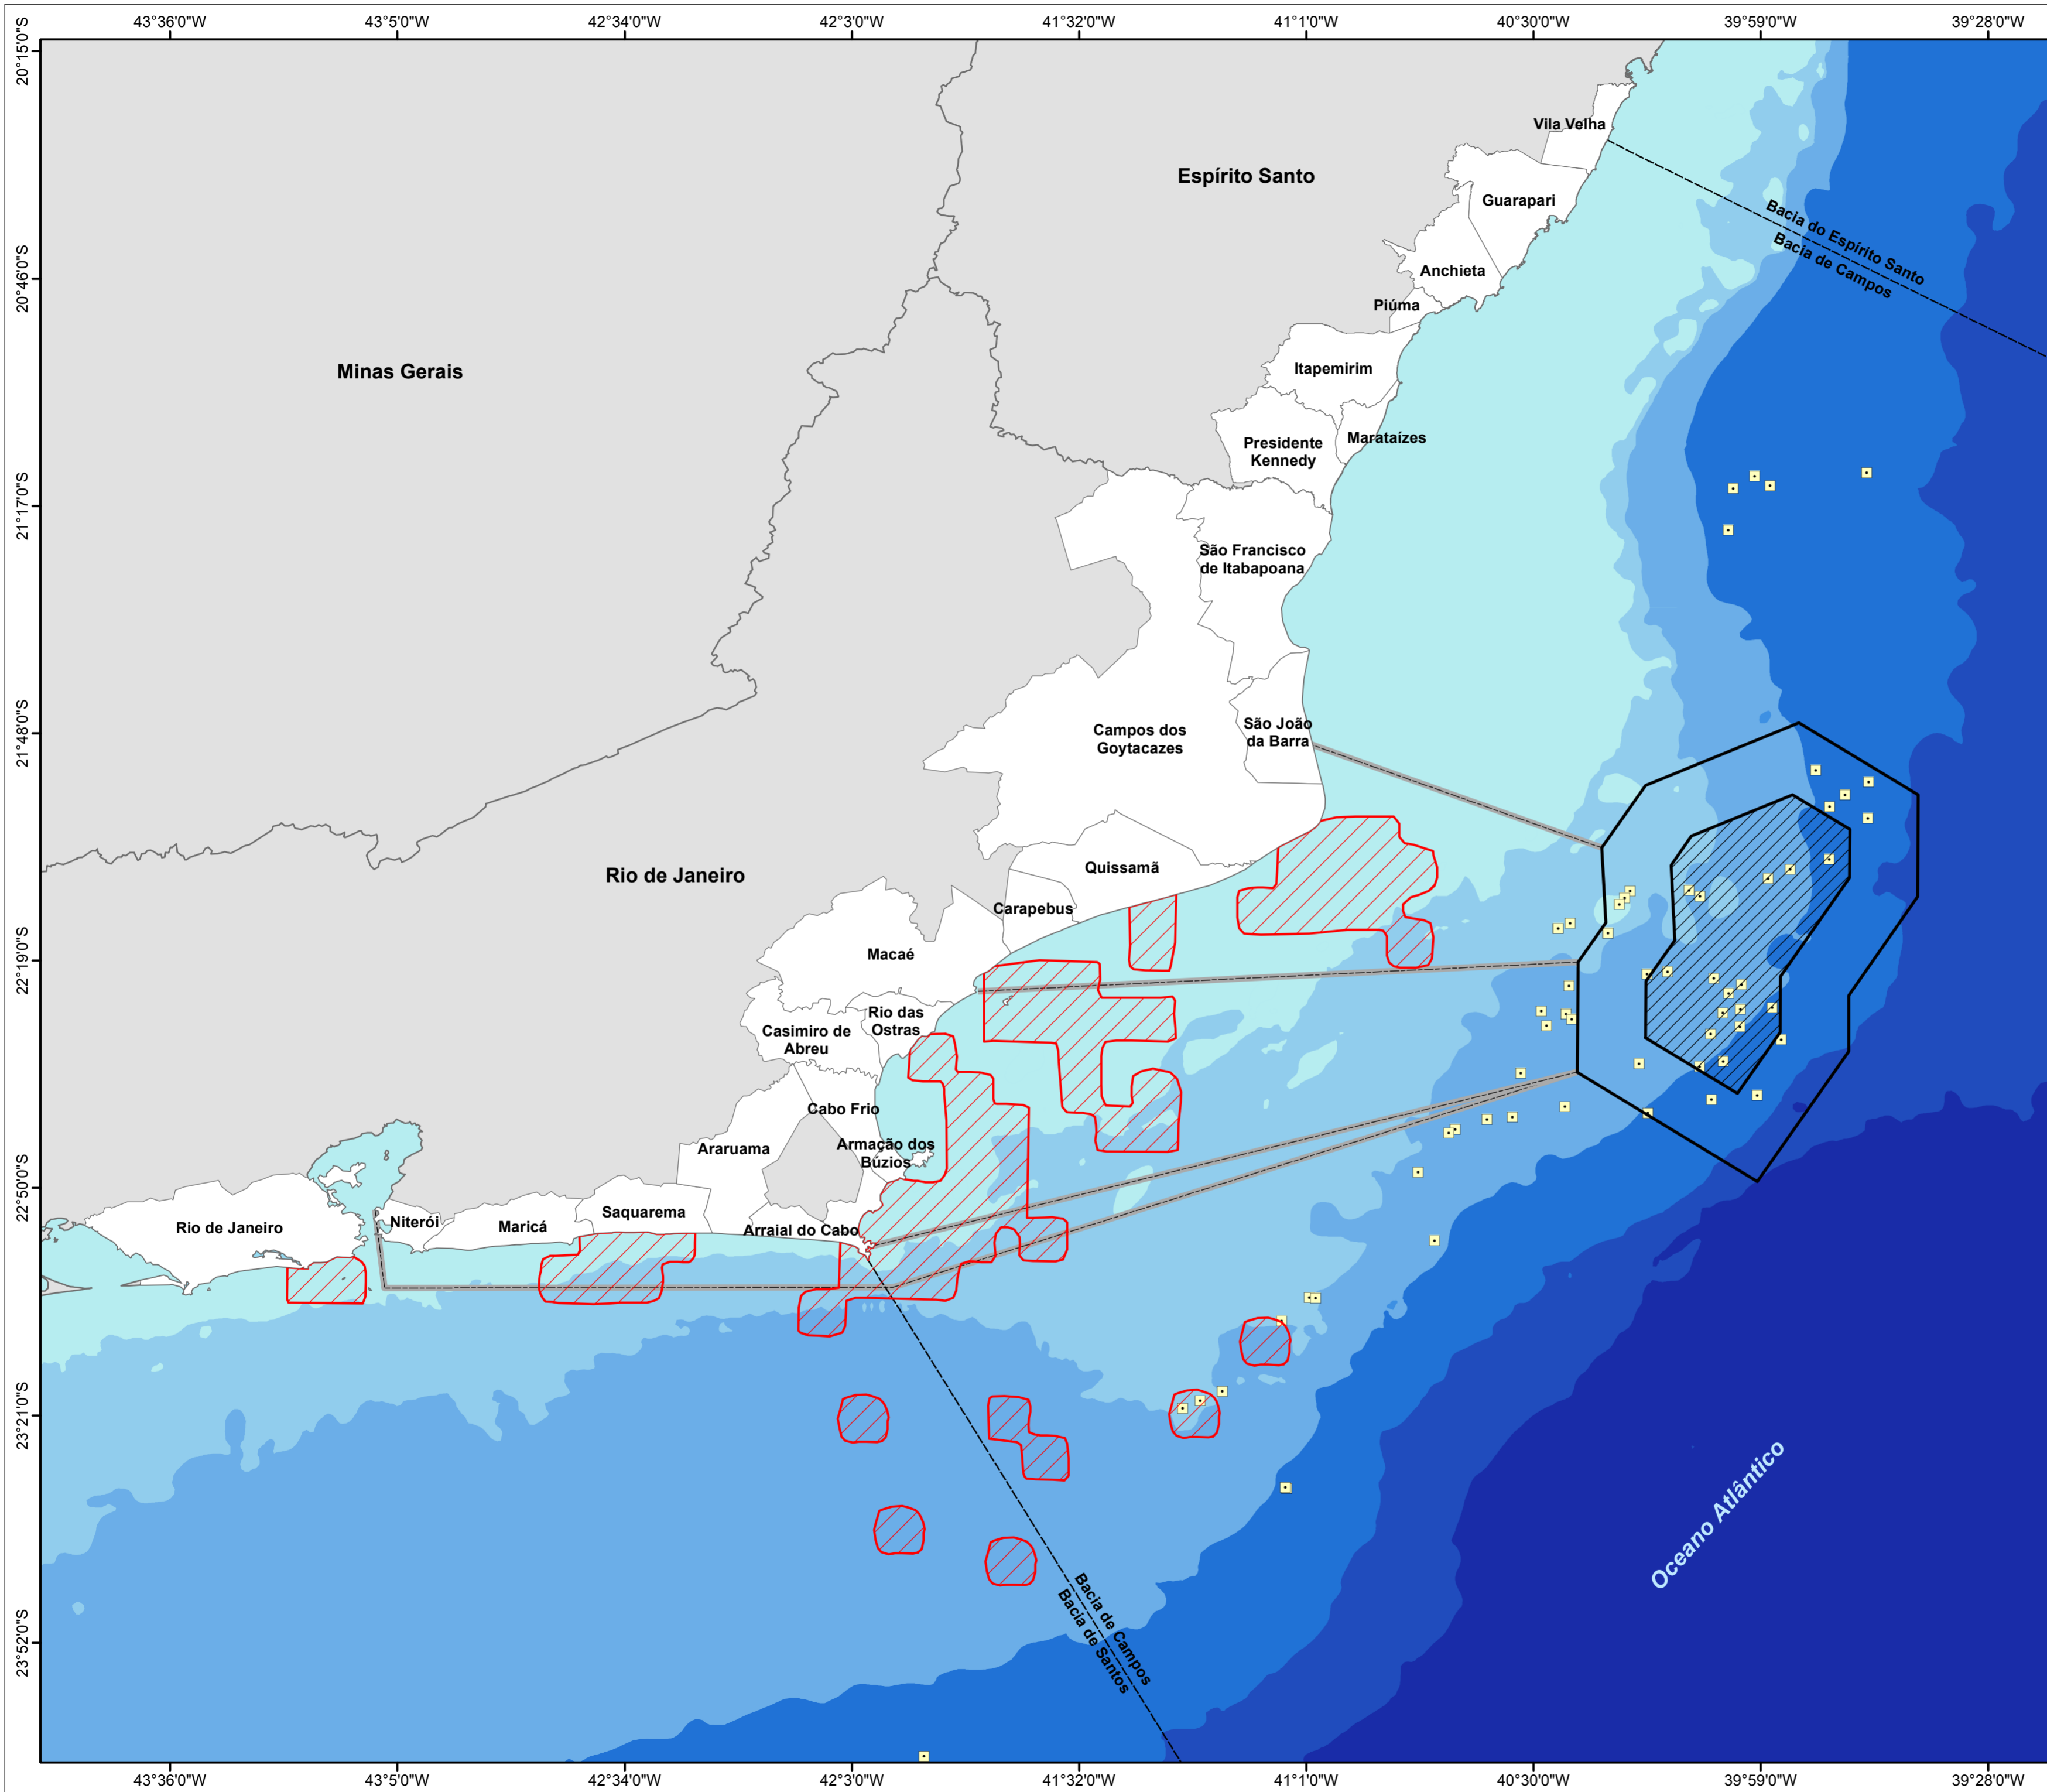 43°36'0"W 43°5'0"W 42°34'0"W 42°3'0"W 41°32'0"W 41°1'0"W 40°30'0"W 39°59'0"W 39°28'0"W
20°15'0"S
20°46'0"S
21°17'0"S
21°48'0"S
22°19'0"S
22°50'0"S
23°21'0"S
23°52'0"S
Vila Velha
Espírito Santo
Guarapari
Bacia do Espírito Santo
Bacia de Campos
Anchieta
Piúma
Minas Gerais
Itapemirim
Marataízes
Presidente
Kennedy
São Francisco
de Itabapoana
Campos dos
Goytacazes
São João
da Barra
Quissamã
Rio de Janeiro
Carapebus
Macaé
Rio das
Ostras
Casimiro de
Abreu
Cabo Frio
Araruama
Armação dos
Búzios
Rio de Janeiro
Niterói
Maricá
Saquarema
Arraial do Cabo
Oceano Atlântico
Bacia de Campos
Bacia de Santos
43°36'0"W 43°5'0"W 42°34'0"W 42°3'0"W 41°32'0"W 41°1'0"W 40°30'0"W 39°59'0"W 39°28'0"W